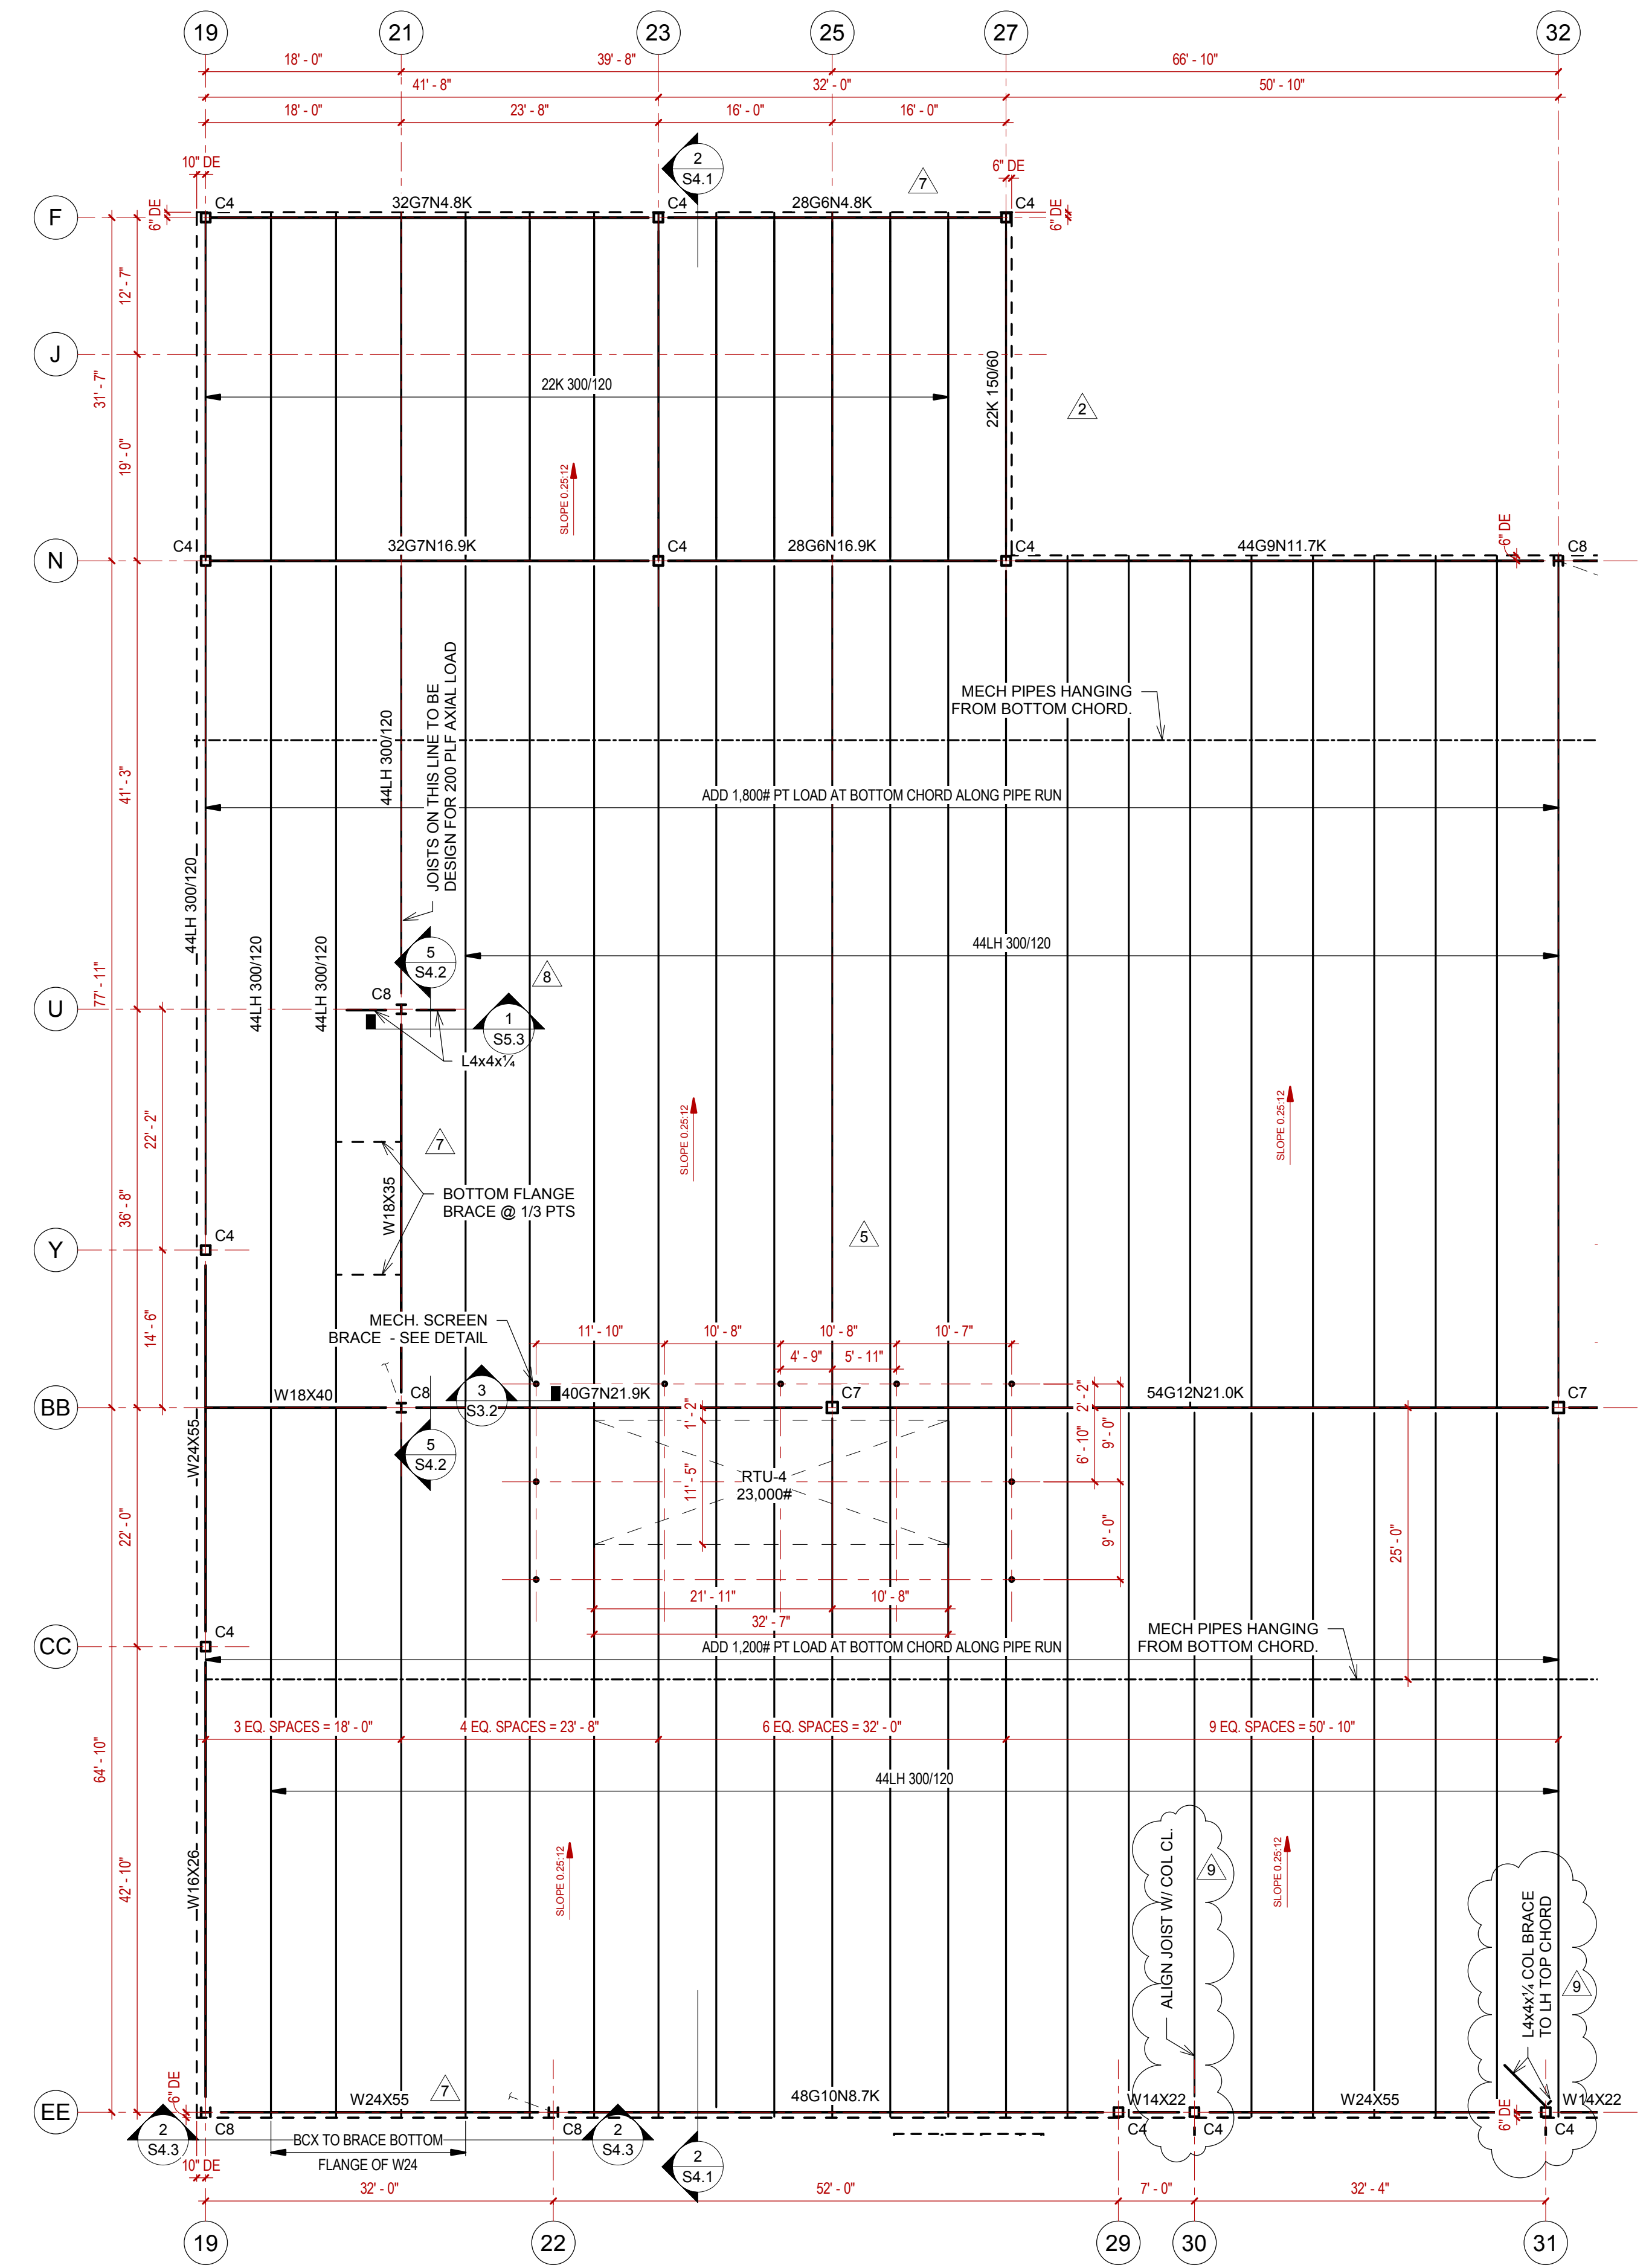 19
21
23
25
27
32
18' - 0"
39' - 8"
66' - 10"
41' - 8"
32' - 0"
50' - 10"
18' - 0"
23' - 8"
16' - 0"
16' - 0"
10" DE
2
S4.1
7
6" DE
F
6" DE
C4
32G7N4.8K
C4
28G6N4.8K
C4
6" DE
12' - 7"
J
31' - 7"
22K 300/120
22K 150/60
2
19' - 0"
SLOPE 0.25:12
N
C4
32G7N16.9K
C4
28G6N16.9K
C4
44G9N11.7K
6" DE
C8
JOISTS ON THIS LINE TO BE
DESIGN FOR 200 PLF AXIAL LOAD
44LH 300/120
MECH PIPES HANGING
FROM BOTTOM CHORD.
41' - 3"
ADD 1,800# PT LOAD AT BOTTOM CHORD ALONG PIPE RUN
44LH 300/120
44LH 300/120
44LH 300/120
44LH 300/120
5
S4.2
8
77' - 11"
U
C8
1
S5.3
L4x4x¼
22' - 2"
SLOPE 0.25:12
SLOPE 0.25:12
7
36' - 8"
W18X35
BOTTOM FLANGE
BRACE @ 1/3 PTS
Y
C4
5
14' - 6"
MECH. SCREEN
BRACE - SEE DETAIL
11' - 10"
10' - 8"
10' - 8"
10' - 7"
4' - 9"
5' - 11"
BB
W18X40
C8
3
S3.2
40G7N21.9K
1' - 2"
C7
2' - 2"
54G12N21.0K
C7
W24X55
5
S4.2
6' - 10"
9' - 0"
RTU-4
23,000#
11' - 5"
22' - 0"
9' - 0"
25' - 0"
21' - 11"
10' - 8"
32' - 7"
CC
C4
ADD 1,200# PT LOAD AT BOTTOM CHORD ALONG PIPE RUN
MECH PIPES HANGING
FROM BOTTOM CHORD.
3 EQ. SPACES = 18' - 0"
4 EQ. SPACES = 23' - 8"
6 EQ. SPACES = 32' - 0"
9 EQ. SPACES = 50' - 10"
64' - 10"
44LH 300/120
42' - 10"
W16X26
SLOPE 0.25:12
ALIGN JOIST W/ COL CL.
9
SLOPE 0.25:12
L4x4x¼ COL BRACE
TO LH TOP CHORD
9
EE
6" DE
W24X55
7
48G10N8.7K
W14X22
W24X55
6" DE
W14X22
2
S4.3
C8
BCX TO BRACE BOTTOM
FLANGE OF W24
C8
2
S4.3
2
S4.1
C4
C4
C4
10" DE
32' - 0"
52' - 0"
7' - 0"
32' - 4"
19
22
29
30
31